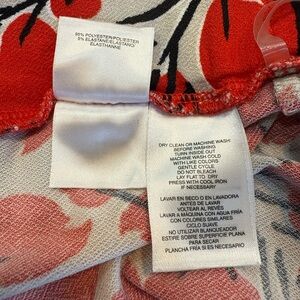 95% POLYESTER/POLIESTER
5% ELASTANE/ELASTANO
ELASTHANNE
DRY CLEAN OR MACHINE WASH
BEFORE WASHING
TURN INSIDE OUT
MACHINE WASH COLD
WITH LIKE COLORS
GENTLE CYCLE
DO NOT BLEACH
LAY FLAT TO DRY
PRESS WITH COOL IRON
IF NECESSARY
LAVAR EN SECO O EN LAVADORA
ANTES DE LAVAR
VOLTEAR AL REVÉS
LAVAR A MÁQUINA CON AGUA FRÍA
CON COLORES SIMILARES
CICLO SUAVE
NO UTILIZAR BLANQUEADOR
ESTIRE SOBRE SUPERFICIE PLANA
PARA SECAR
PLANCHA FRÍA SI ES NECESARIO